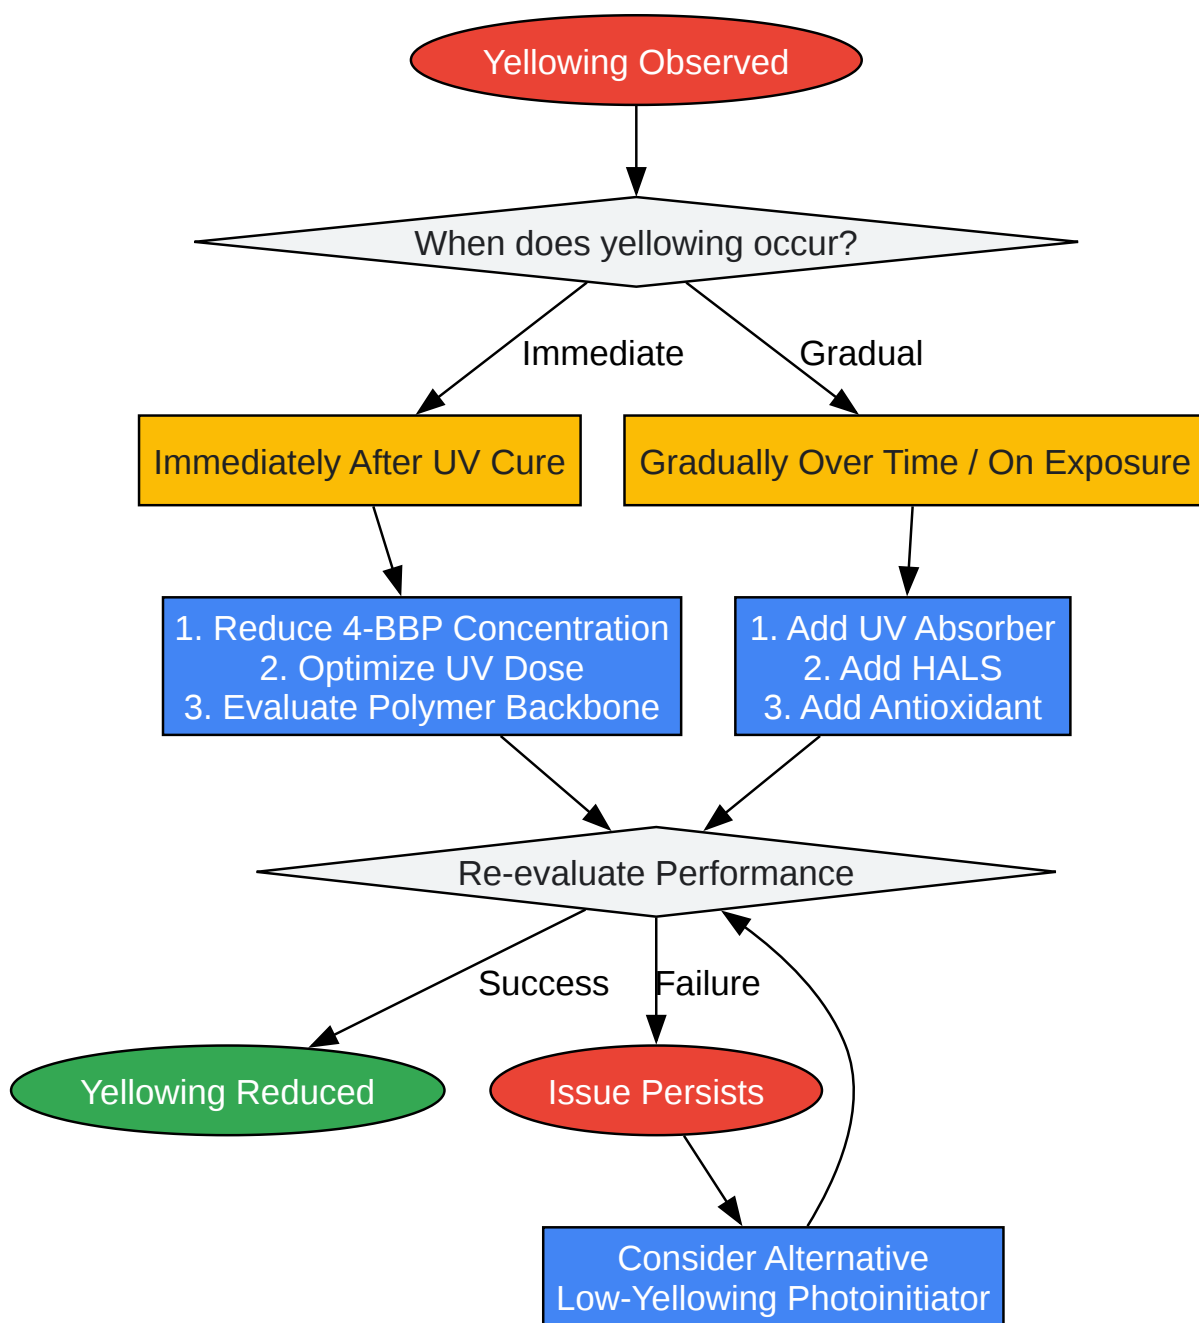 Yellowing Observed
When does yellowing occur?
Immediate
Gradual
Immediately After UV Cure
Gradually Over Time / On Exposure
1. Reduce 4-BBP Concentration
2. Optimize UV Dose
3. Evaluate Polymer Backbone
1. Add UV Absorber
2. Add HALS
3. Add Antioxidant
Re-evaluate Performance
Success
Failure
Yellowing Reduced
Issue Persists
Consider Alternative
Low-Yellowing Photoinitiator